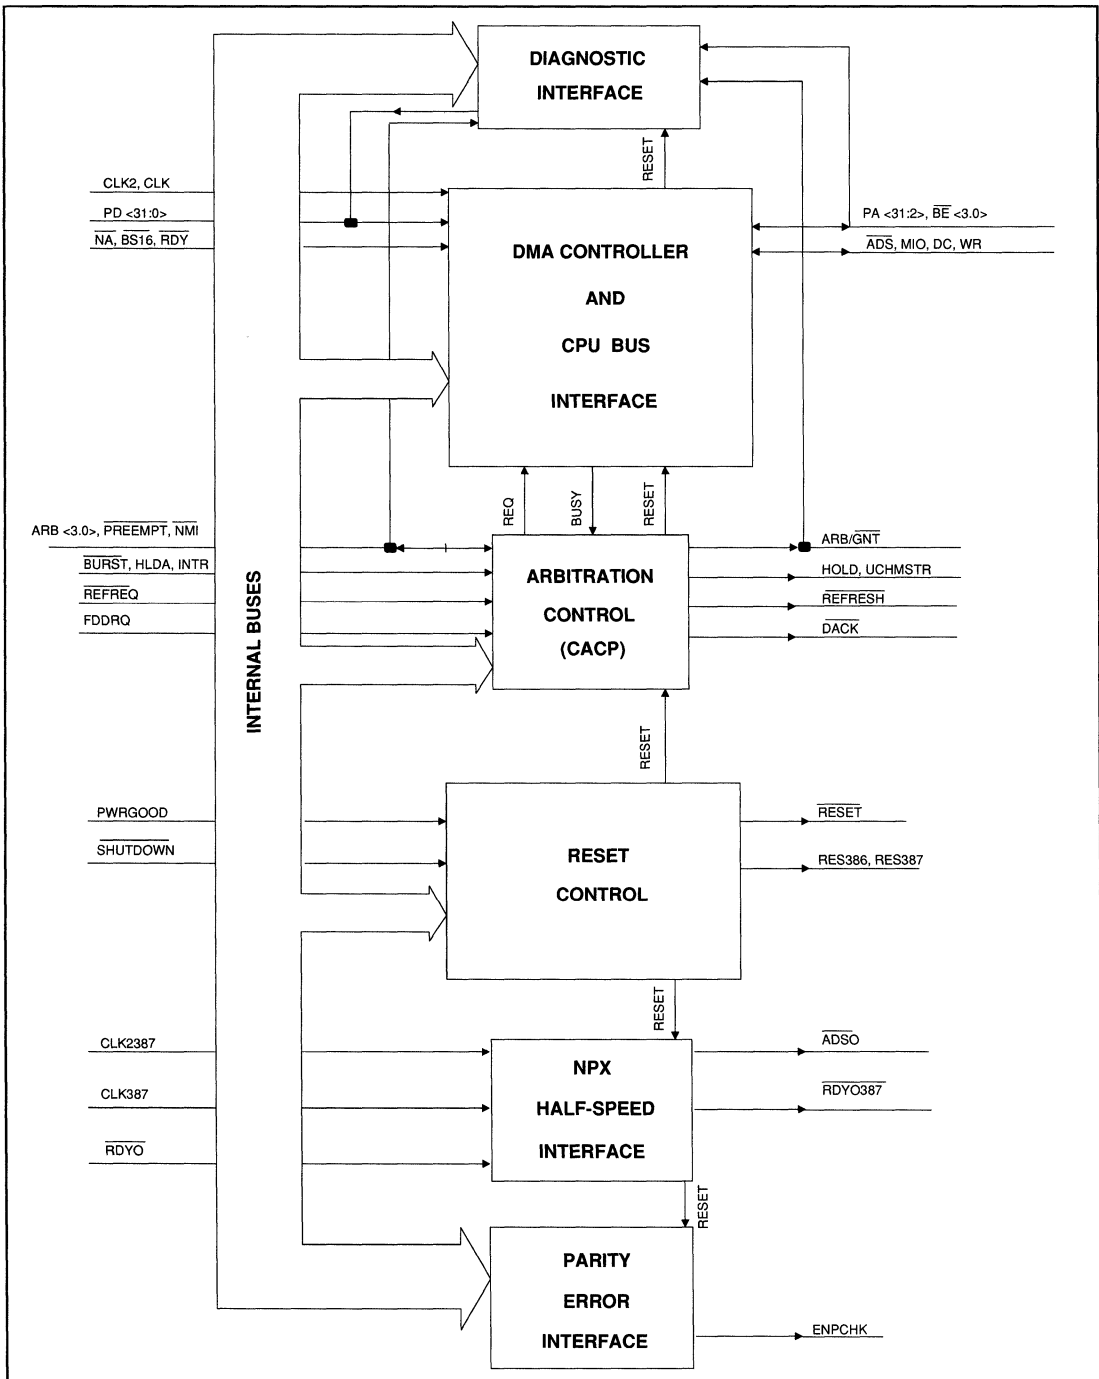 DIAGNOSTIC
INTERFACE
RESET
CLK2, CLK
PD <31:0>
NA, BS16, RDY
PA <31:2>, BE <3.0>
ADS, MIO, DC, WR
DMA CONTROLLER
AND
CPU BUS
INTERFACE
REQ
BUSY
RESET
ARB <3.0>, PREEMPT, NMI
BURST, HLDA, INTR
REFREQ
FDDRQ
INTERNAL BUSES
ARBITRATION
CONTROL
(CACP)
ARB/GNT
HOLD, UCHMSTR
REFRESH
DACK
RESET
PWRGOOD
SHUTDOWN
RESET
CONTROL
RESET
RES386, RES387
RESET
CLK2387
CLK387
RDYO
NPX
HALF-SPEED
INTERFACE
ADSO
RDYO387
RESET
PARITY
ERROR
INTERFACE
ENPCHK